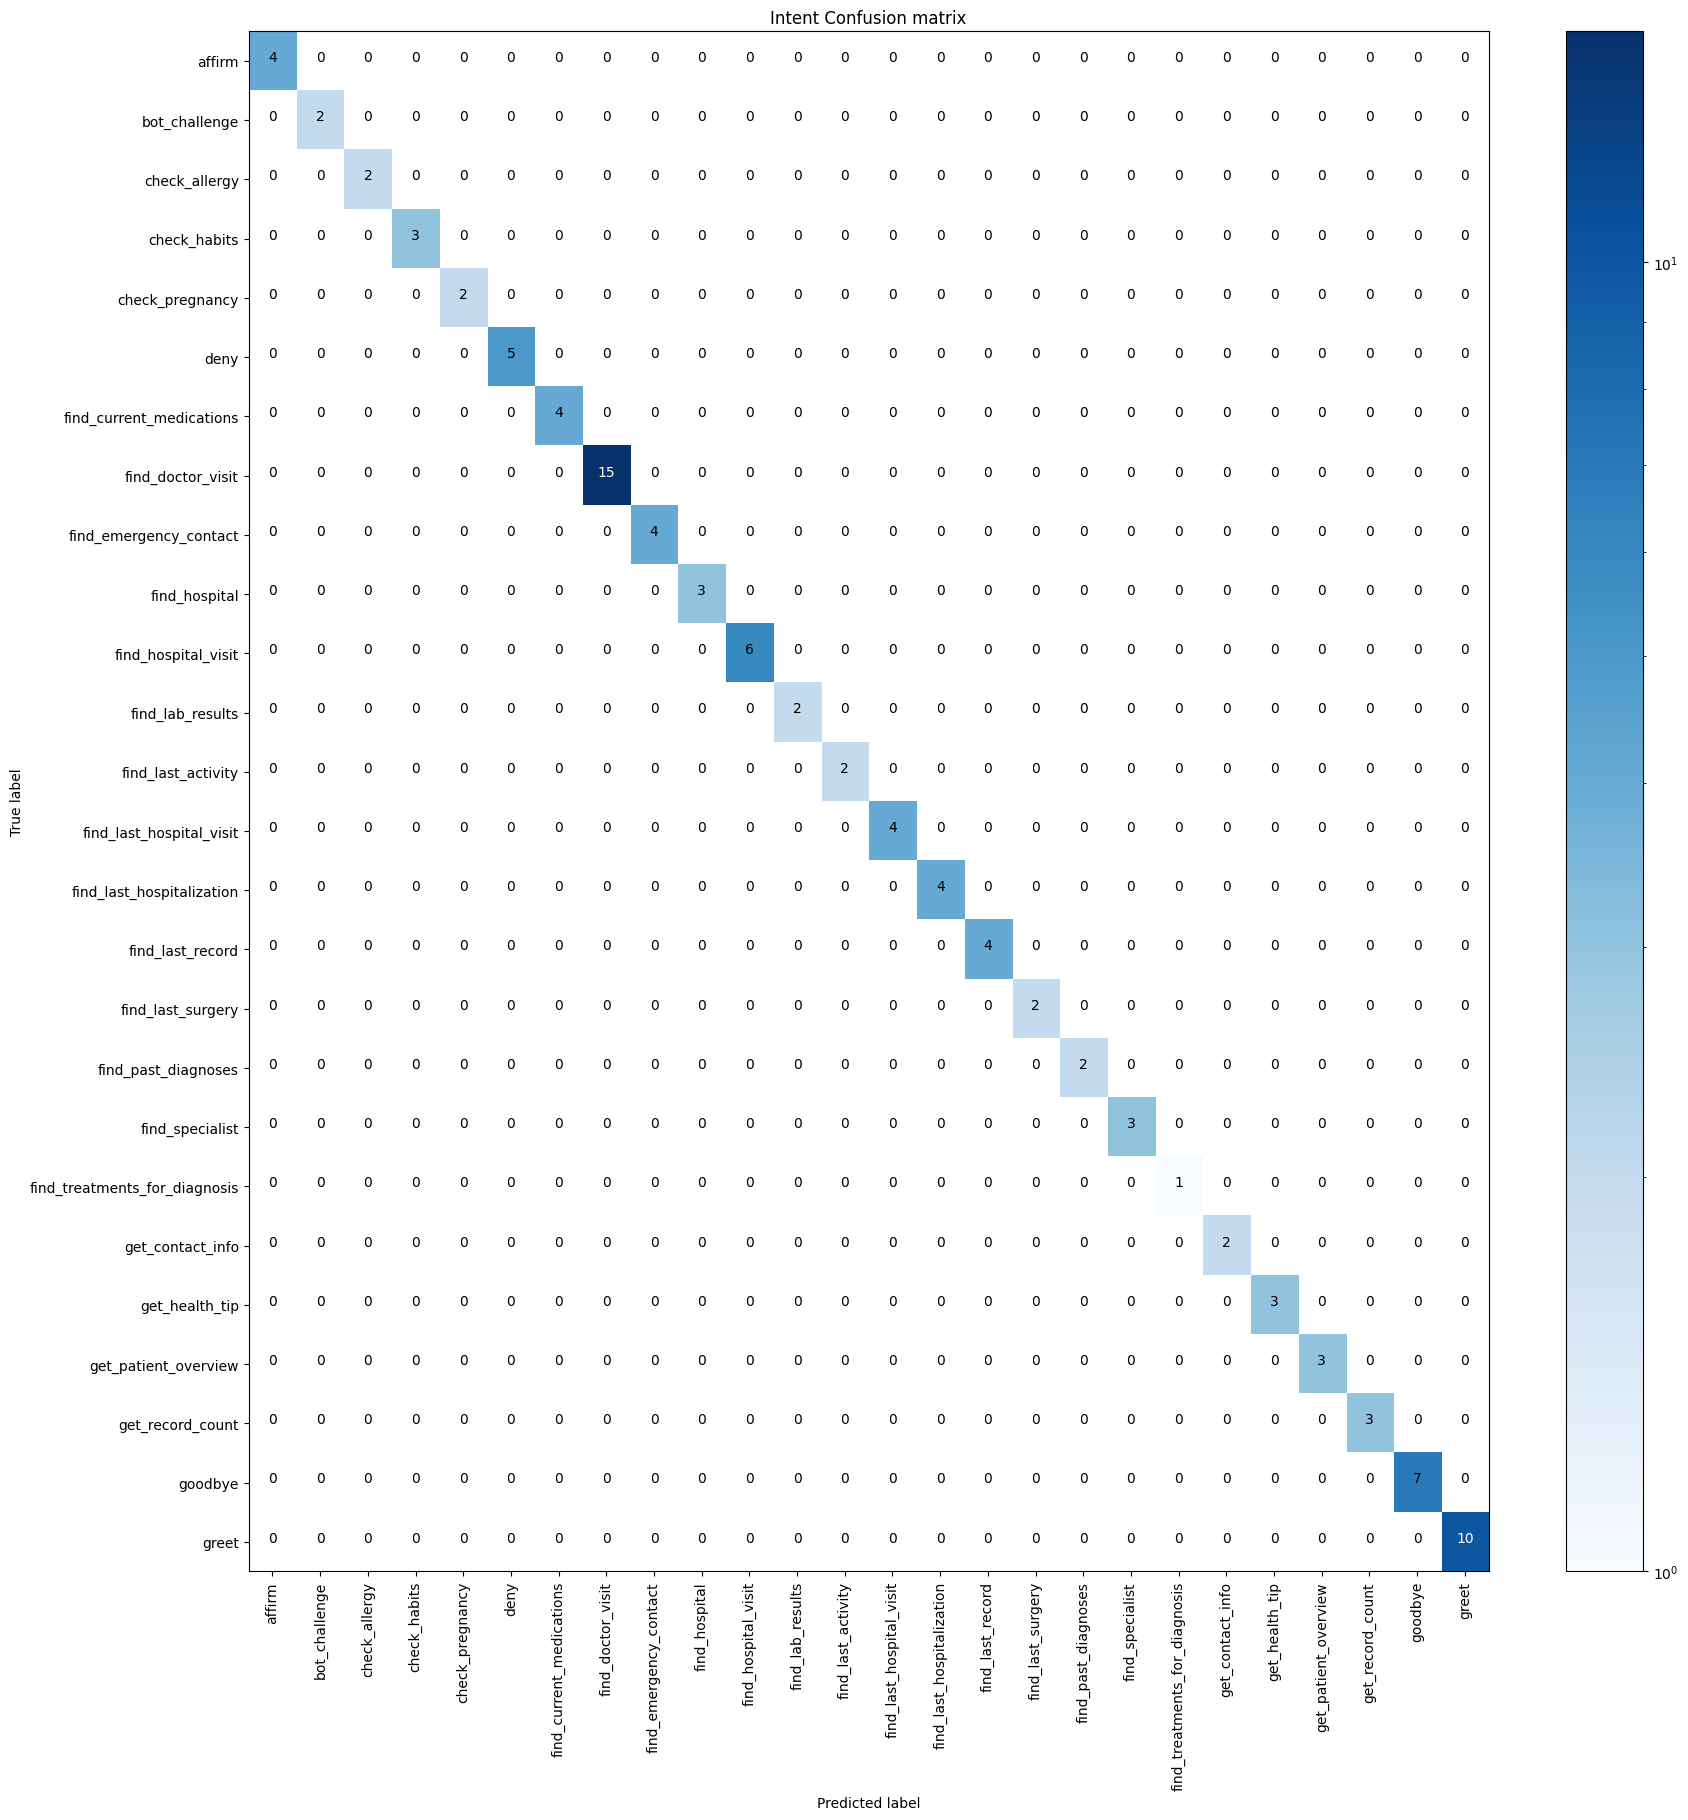 Intent Confusion matrix
affirm 4 0 0 0 0 0 0 0 0 0 0 0 0 0 0 0 0 0 0 0 0 0 0 0 0 0
bot_challenge 0 2 0 0 0 0 0 0 0 0 0 0 0 0 0 0 0 0 0 0 0 0 0 0 0 0
check_allergy 0 0 2 0 0 0 0 0 0 0 0 0 0 0 0 0 0 0 0 0 0 0 0 0 0 0
check_habits 0 0 0 3 0 0 0 0 0 0 0 0 0 0 0 0 0 0 0 0 0 0 0 0 0 0
10¹
check_pregnancy 0 0 0 0 2 0 0 0 0 0 0 0 0 0 0 0 0 0 0 0 0 0 0 0 0 0
deny 0 0 0 0 0 5 0 0 0 0 0 0 0 0 0 0 0 0 0 0 0 0 0 0 0 0
find_current_medications 0 0 0 0 0 0 4 0 0 0 0 0 0 0 0 0 0 0 0 0 0 0 0 0 0 0
find_doctor_visit 0 0 0 0 0 0 0 15 0 0 0 0 0 0 0 0 0 0 0 0 0 0 0 0 0 0
find_emergency_contact 0 0 0 0 0 0 0 0 4 0 0 0 0 0 0 0 0 0 0 0 0 0 0 0 0 0
find_hospital 0 0 0 0 0 0 0 0 0 3 0 0 0 0 0 0 0 0 0 0 0 0 0 0 0 0
find_hospital_visit 0 0 0 0 0 0 0 0 0 0 6 0 0 0 0 0 0 0 0 0 0 0 0 0 0 0
find_lab_results 0 0 0 0 0 0 0 0 0 0 0 2 0 0 0 0 0 0 0 0 0 0 0 0 0 0
find_last_activity 0 0 0 0 0 0 0 0 0 0 0 0 2 0 0 0 0 0 0 0 0 0 0 0 0 0
True label
find_last_hospital_visit 0 0 0 0 0 0 0 0 0 0 0 0 0 4 0 0 0 0 0 0 0 0 0 0 0 0
find_last_hospitalization 0 0 0 0 0 0 0 0 0 0 0 0 0 0 4 0 0 0 0 0 0 0 0 0 0 0
find_last_record 0 0 0 0 0 0 0 0 0 0 0 0 0 0 0 4 0 0 0 0 0 0 0 0 0 0
find_last_surgery 0 0 0 0 0 0 0 0 0 0 0 0 0 0 0 0 2 0 0 0 0 0 0 0 0 0
find_past_diagnoses 0 0 0 0 0 0 0 0 0 0 0 0 0 0 0 0 0 2 0 0 0 0 0 0 0 0
find_specialist 0 0 0 0 0 0 0 0 0 0 0 0 0 0 0 0 0 0 3 0 0 0 0 0 0 0
find_treatments_for_diagnosis 0 0 0 0 0 0 0 0 0 0 0 0 0 0 0 0 0 0 0 1 0 0 0 0 0 0
get_contact_info 0 0 0 0 0 0 0 0 0 0 0 0 0 0 0 0 0 0 0 0 2 0 0 0 0 0
get_health_tip 0 0 0 0 0 0 0 0 0 0 0 0 0 0 0 0 0 0 0 0 0 3 0 0 0 0
get_patient_overview 0 0 0 0 0 0 0 0 0 0 0 0 0 0 0 0 0 0 0 0 0 0 3 0 0 0
get_record_count 0 0 0 0 0 0 0 0 0 0 0 0 0 0 0 0 0 0 0 0 0 0 0 3 0 0
goodbye 0 0 0 0 0 0 0 0 0 0 0 0 0 0 0 0 0 0 0 0 0 0 0 0 7 0
greet 0 0 0 0 0 0 0 0 0 0 0 0 0 0 0 0 0 0 0 0 0 0 0 0 0 10
10⁰
affirm
bot_challenge
check_allergy
check_habits
check_pregnancy
deny
find_current_medications
find_doctor_visit
find_emergency_contact
find_hospital
find_hospital_visit
find_lab_results
find_last_activity
find_last_hospital_visit
find_last_hospitalization
find_last_record
find_last_surgery
find_past_diagnoses
find_specialist
find_treatments_for_diagnosis
get_contact_info
get_health_tip
get_patient_overview
get_record_count
goodbye
greet
Predicted label